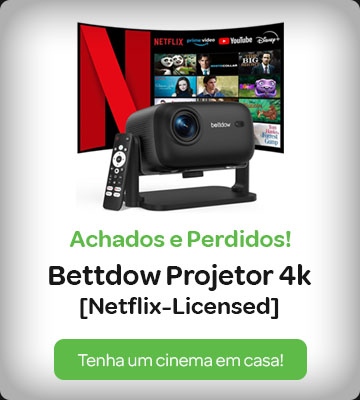 NETFLIX prime video YouTube Disney+
bettdow
Achados e Perdidos!
Bettdow Projetor 4k
[Netflix-Licensed]
Tenha um cinema em casa!